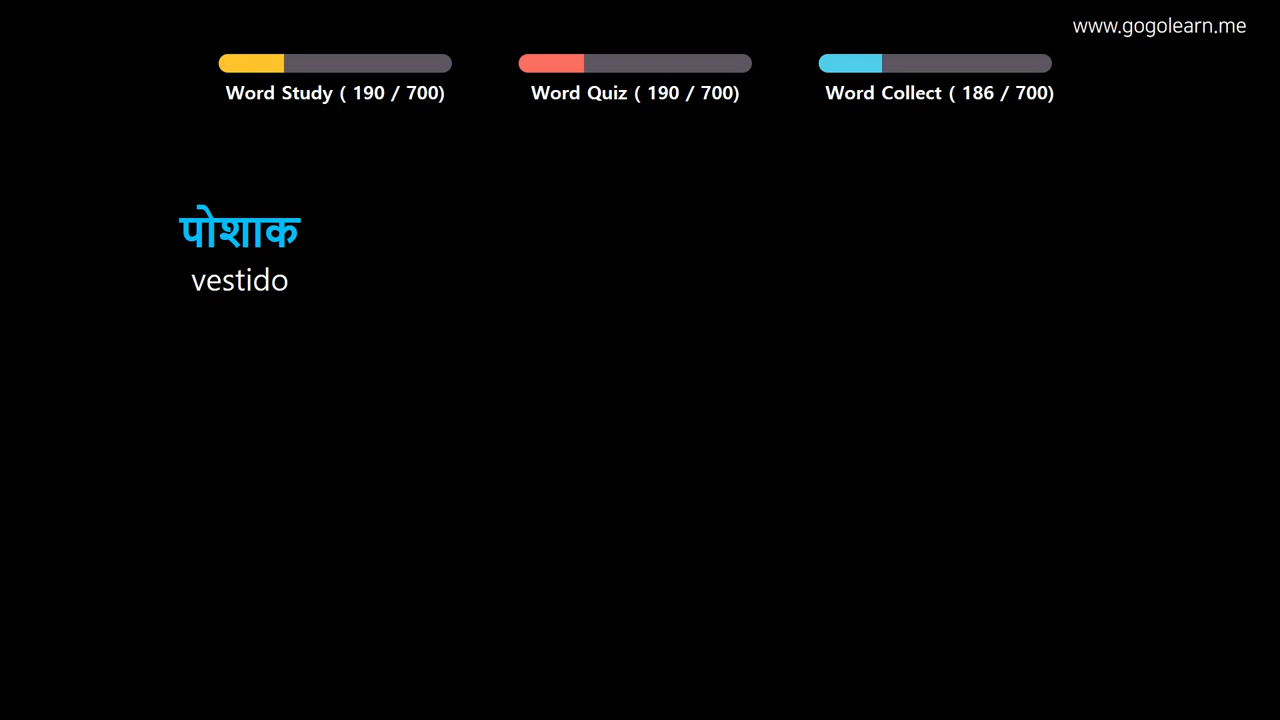 www.gogolearn.me
Word Study ( 190 / 700)
Word Quiz ( 190 / 700)
Word Collect ( 186 / 700)
पोशाक
vestido